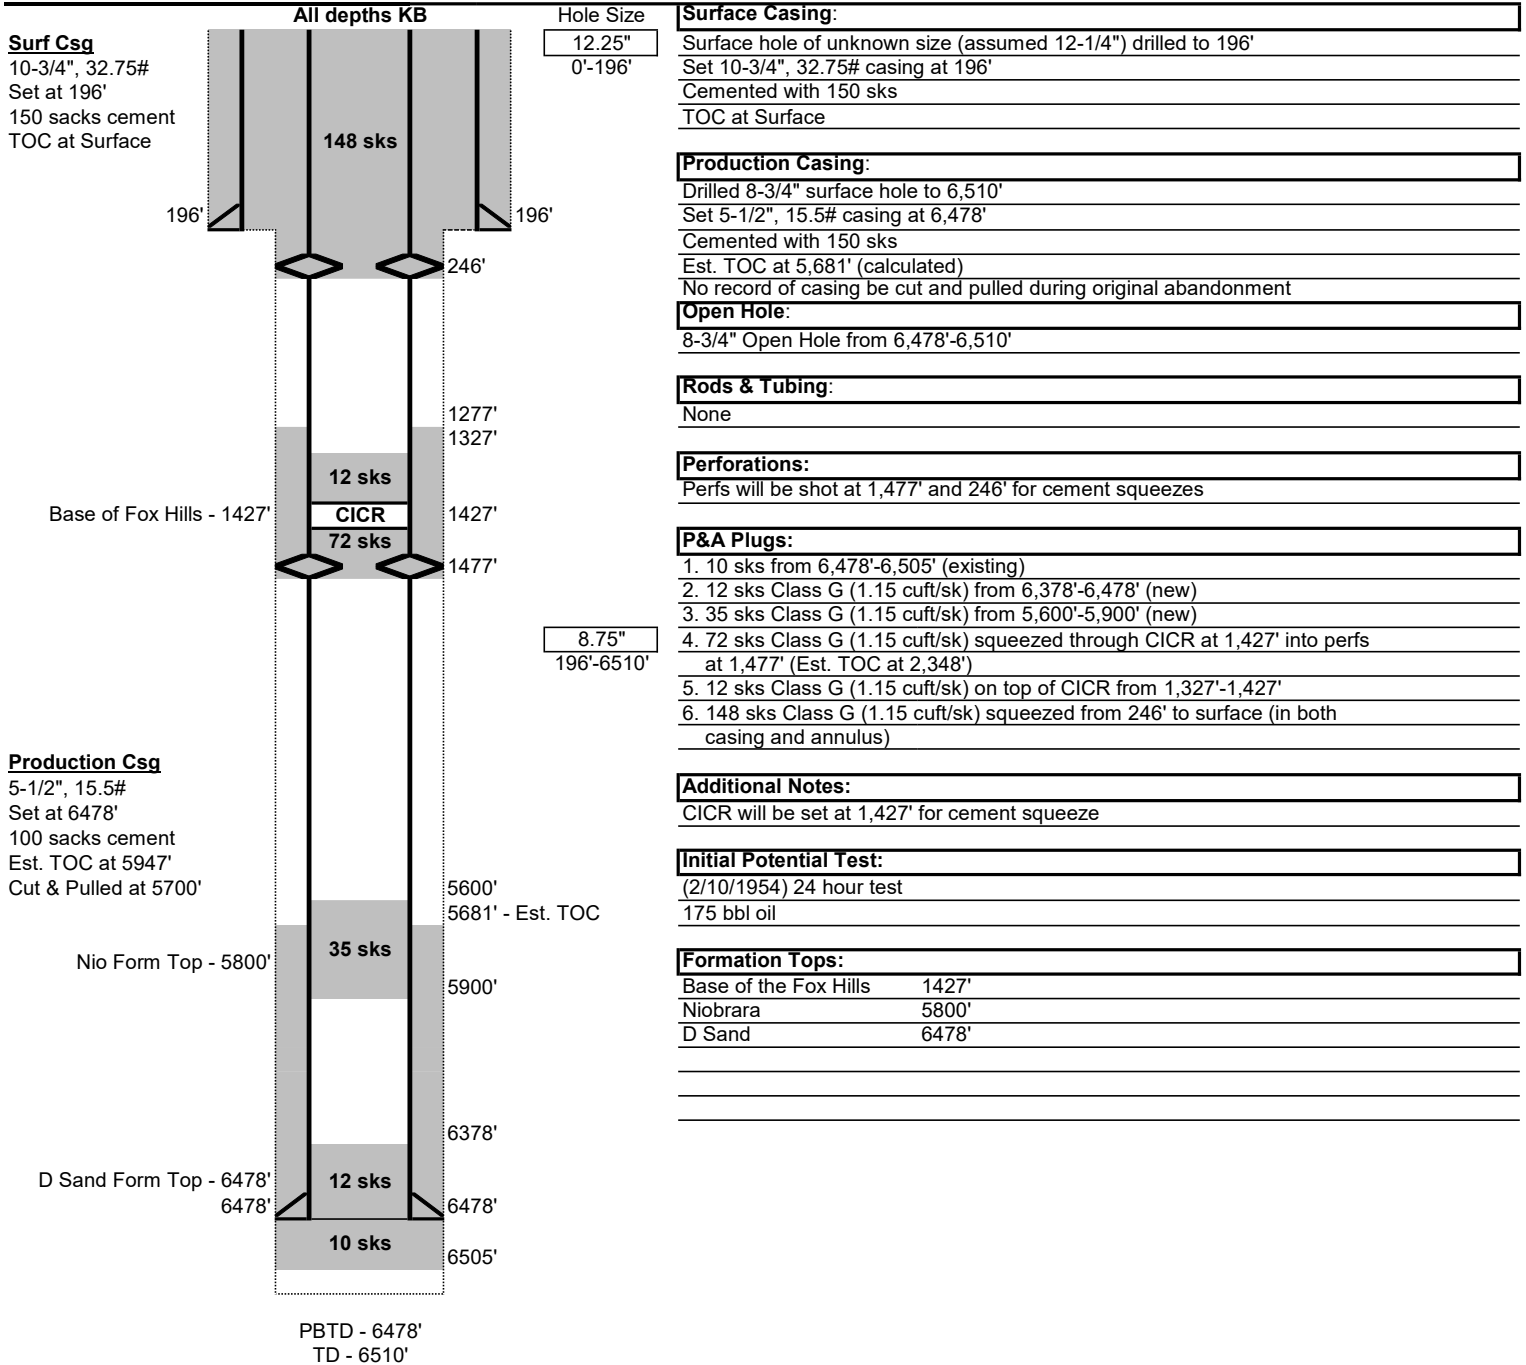 All depths KB
Hole Size
Surf Csg
10-3/4", 32.75#
Set at 196'
150 sacks cement
TOC at Surface
12.25"
0'-196'
148 sks
196'
196'
246'
1277'
1327'
12 sks
Base of Fox Hills - 1427'
CICR
1427'
72 sks
1477'
8.75"
196'-6510'
Production Csg
5-1/2", 15.5#
Set at 6478'
100 sacks cement
Est. TOC at 5947'
Cut & Pulled at 5700'
5600'
5681' - Est. TOC
35 sks
Nio Form Top - 5800'
5900'
6378'
D Sand Form Top - 6478'
12 sks
6478'
6478'
10 sks
6505'
PBTD - 6478'
TD - 6510'
Surface Casing:
Surface hole of unknown size (assumed 12-1/4") drilled to 196'
Set 10-3/4", 32.75# casing at 196'
Cemented with 150 sks
TOC at Surface
Production Casing:
Drilled 8-3/4" surface hole to 6,510'
Set 5-1/2", 15.5# casing at 6,478'
Cemented with 150 sks
Est. TOC at 5,681' (calculated)
No record of casing be cut and pulled during original abandonment
Open Hole:
8-3/4" Open Hole from 6,478'-6,510'
Rods & Tubing:
None
Perforations:
Perfs will be shot at 1,477' and 246' for cement squeezes
P&A Plugs:
1. 10 sks from 6,478'-6,505' (existing)
2. 12 sks Class G (1.15 cuft/sk) from 6,378'-6,478' (new)
3. 35 sks Class G (1.15 cuft/sk) from 5,600'-5,900' (new)
4. 72 sks Class G (1.15 cuft/sk) squeezed through CICR at 1,427' into perfs
at 1,477' (Est. TOC at 2,348')
5. 12 sks Class G (1.15 cuft/sk) on top of CICR from 1,327'-1,427'
6. 148 sks Class G (1.15 cuft/sk) squeezed from 246' to surface (in both
casing and annulus)
Additional Notes:
CICR will be set at 1,427' for cement squeeze
Initial Potential Test:
(2/10/1954) 24 hour test
175 bbl oil
Formation Tops:
Base of the Fox Hills 1427'
Niobrara 5800'
D Sand 6478'